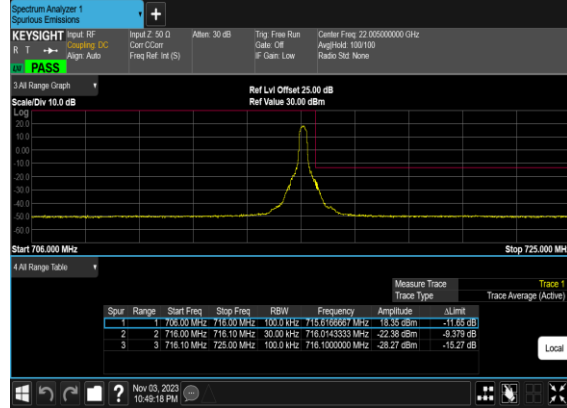 Spectrum Analyzer 1
Spurious Emissions
+
KEYSIGHT Input: RF Input Z: 50 Ω Atten: 30 dB Trig: Free Run Center Freq: 22.005000000 GHz
R T Coupling: DC Corr CCorr Gate: Off Avg|Hold: 100/100
Align: Auto Freq Ref: Int (S) IF Gain: Low Radio Std: None
PASS
3 All Range Graph
Ref Lvl Offset 25.00 dB
Scale/Div 10.0 dB Ref Value 30.00 dBm
Log
20.0
10.0
0.00
-10.0
-20.0
-30.0
-40.0
-50.0
-60.0
Start 706.000 MHz Stop 725.000 MH
4 All Range Table
Measure Trace Trace 1
Trace Type Trace Average (Active)
Spur Range Start Freq Stop Freq RBW Frequency Amplitude ΔLimit
1 1 706.00 MHz 716.00 MHz 100.0 kHz 715.6166667 MHz 18.35 dBm -11.65 dB
2 2 716.00 MHz 716.10 MHz 30.00 kHz 716.0143333 MHz -22.38 dBm -9.379 dB
3 3 716.10 MHz 725.00 MHz 100.0 kHz 716.1000000 MHz -28.27 dBm -15.27 dB
Local
? Nov 03, 2023
10:49:18 PM